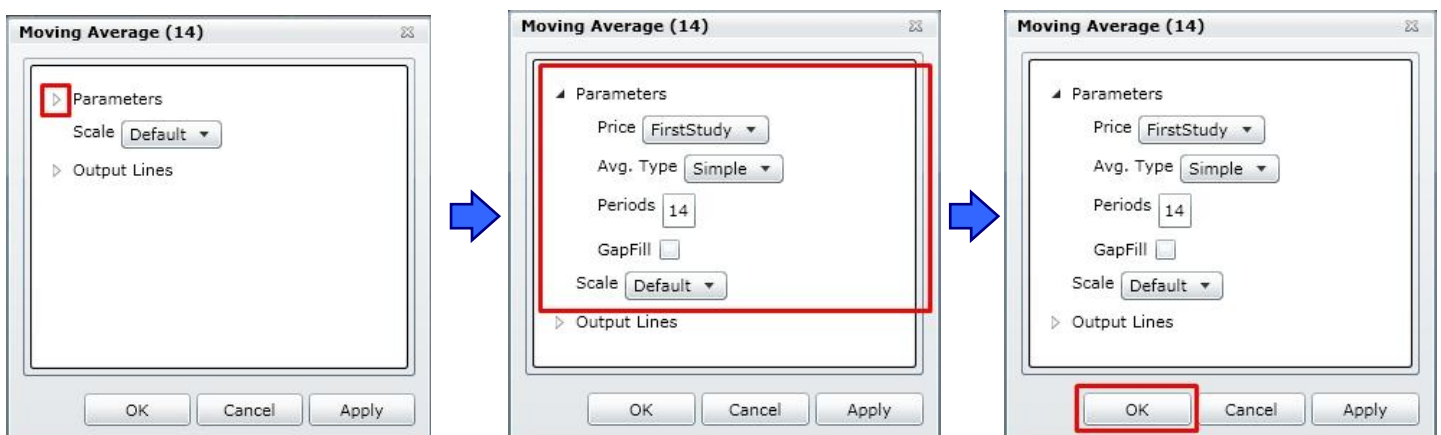 Moving Average (14)
Parameters
Scale Default
Output Lines
OK Cancel Apply
Moving Average (14)
Parameters
Price FirstStudy
Avg. Type Simple
Periods 14
GapFill
Scale Default
Output Lines
OK Cancel Apply
Moving Average (14)
Parameters
Price FirstStudy
Avg. Type Simple
Periods 14
GapFill
Scale Default
Output Lines
OK Cancel Apply